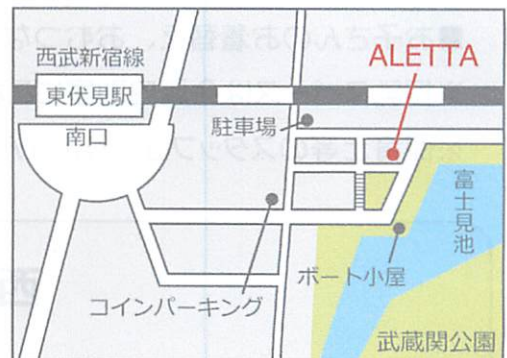 西武新宿線
東伏見駅
南口
駐車場
ALETTA
富士見池
ボート小屋
コインパーキング
武蔵関公園